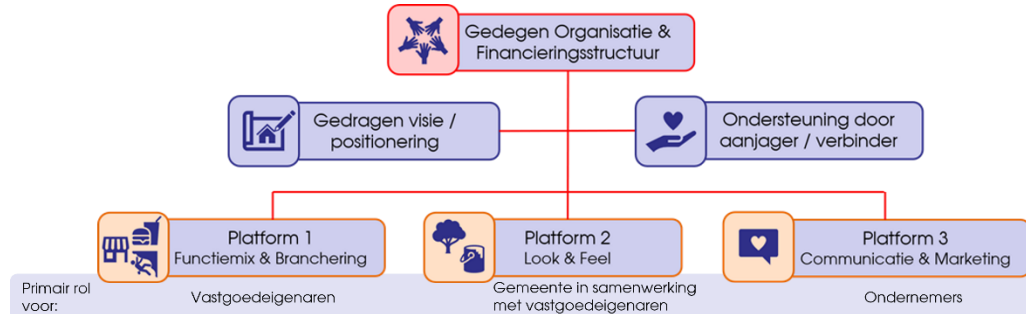 Gedegen Organisatie &
Financieringsstructuur
Gedragen visie /
positionering
Ondersteuning door
aanjager / verbinder
Platform 1
Functiemix & Branchering
Platform 2
Look & Feel
Platform 3
Communicatie & Marketing
Primair rol
voor:
Vastgoedeigenaren
Gemeente in samenwerking
met vastgoedeigenaren
Ondernemers